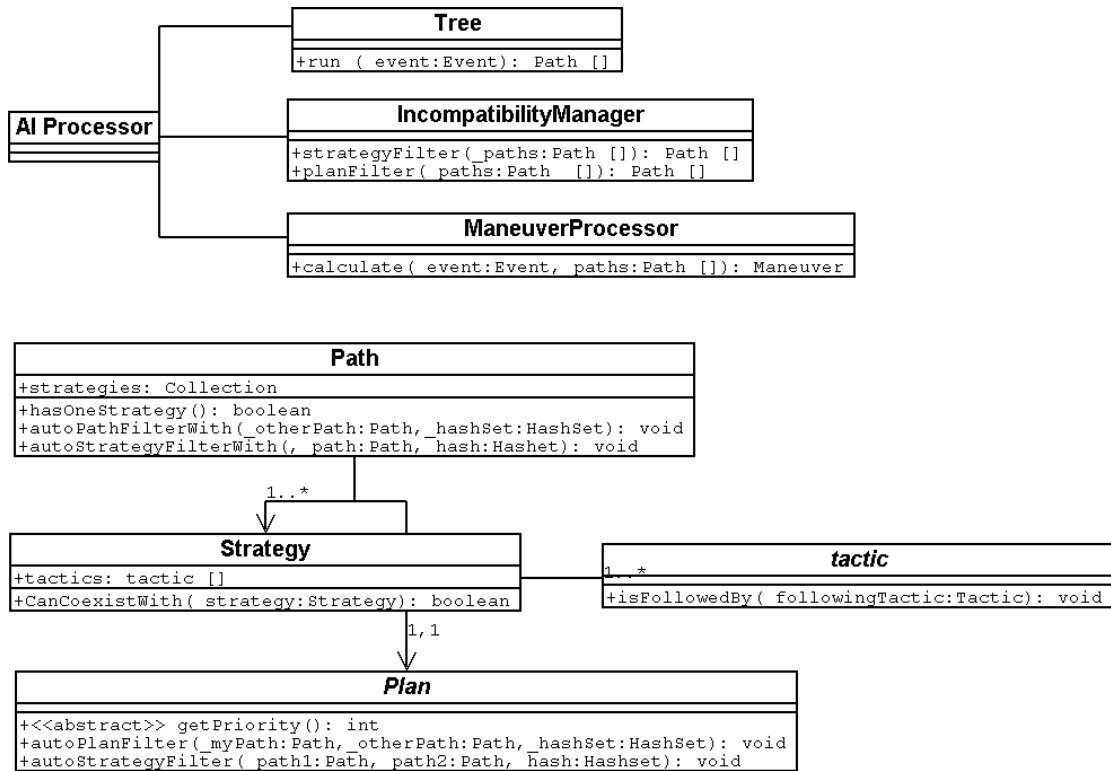 Tree
+run ( event:Event): Path []
AI Processor
IncompatibilityManager
+strategyFilter(_paths:Path []): Path []
+planFilter( paths:Path  []): Path []
ManeuverProcessor
+calculate( event:Event, paths:Path []): Maneuver
Path
+strategies: Collection
+hasOneStrategy(): boolean
+autoPathFilterWith(_otherPath:Path,_hashSet:HashSet): void
+autoStrategyFilterWith(, path:Path, hash:Hashet): void
1..*
Strategy
+tactics: tactic []
+CanCoexistWith( strategy:Strategy): boolean
tactic
1..*
+isFollowedBy( followingTactic:Tactic): void
1,1
Plan
+<<abstract>> getPriority(): int
+autoPlanFilter(_myPath:Path,_otherPath:Path,_hashSet:HashSet): void
+autoStrategyFilter( path1:Path, path2:Path, hash:Hashset): void